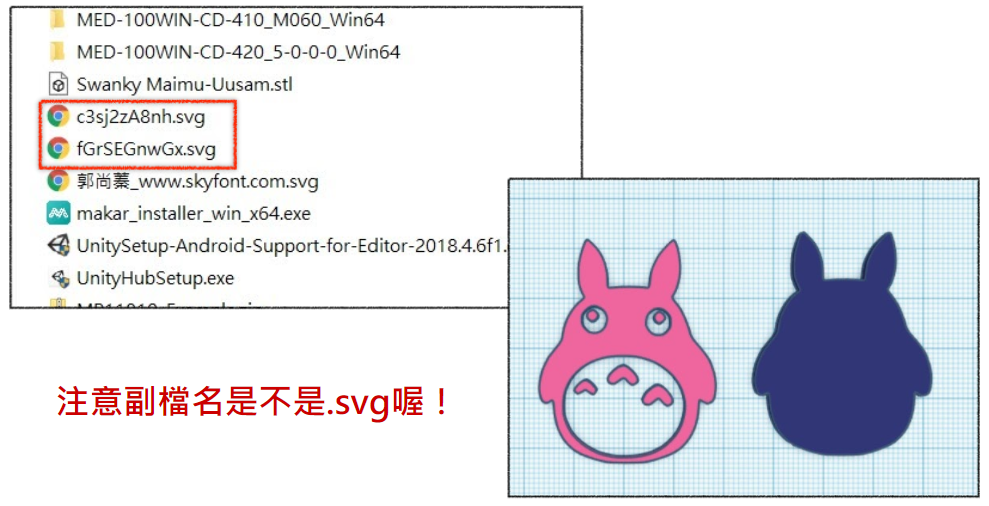 MED-100WIN-CD-410_M060_Win64
MED-100WIN-CD-420_5-0-0-0_Win64
Swanky Maimu-Uusam.stl
c3sj2zA8nh.svg
fGrSEGnwGx.svg
郭尚蓁_www.skyfont.com.svg
makar_installer_win_x64.exe
UnitySetup-Android-Support-for-Editor-2018.4.6f1.
UnityHubSetup.exe
注意副檔名是不是.svg喔！